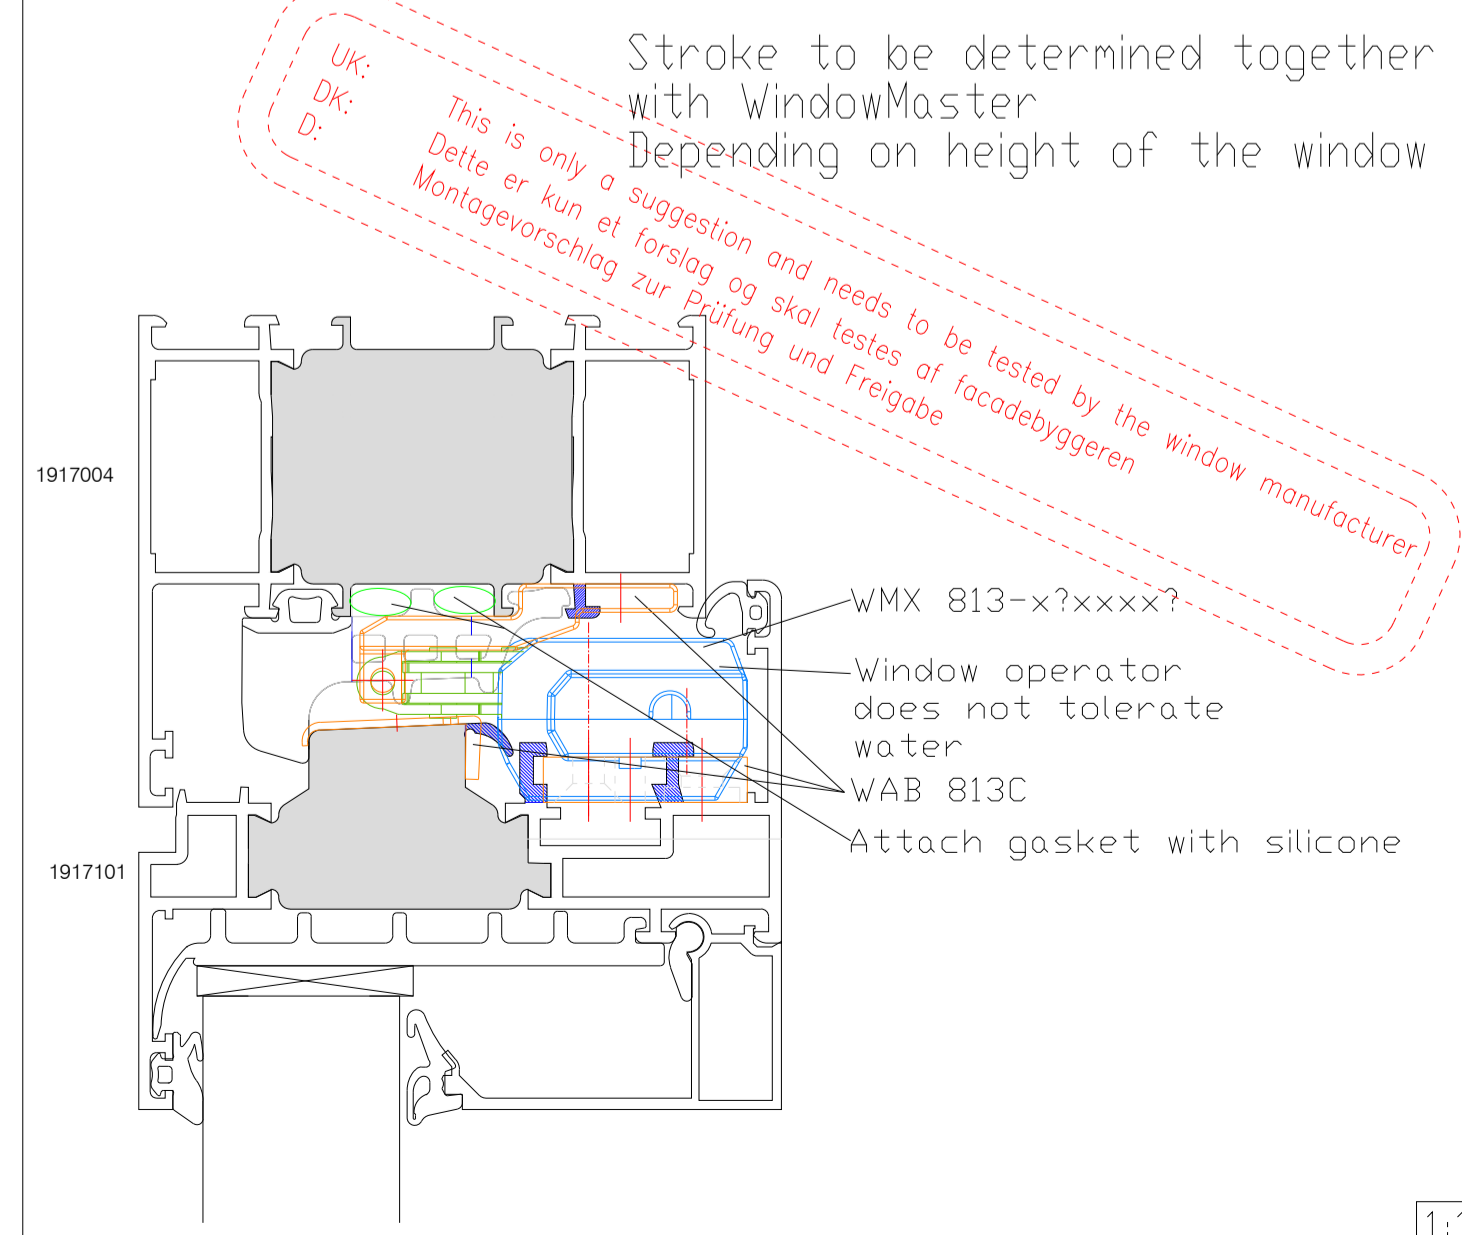 Stroke to be determined together
with WindowMaster
Depending on height of the window
UK: This is only a suggestion and needs to be tested by the window manufacturer
DK: Dette er kun et forslag og skal testes af facadebyggeren
D: Montagevorschlag zur Prüfung und Freigabe
1917004
WMX 813-x?xxxx?
Window operator
does not tolerate
water
WAB 813C
Attach gasket with silicone
1917101